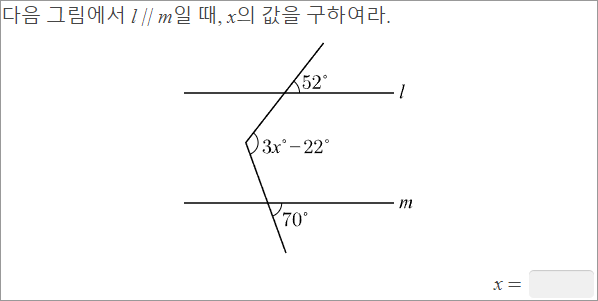 다음 그림에서 l // m일 때, x의 값을 구하여라.
52°
l
3x°−22°
m
70°
x =